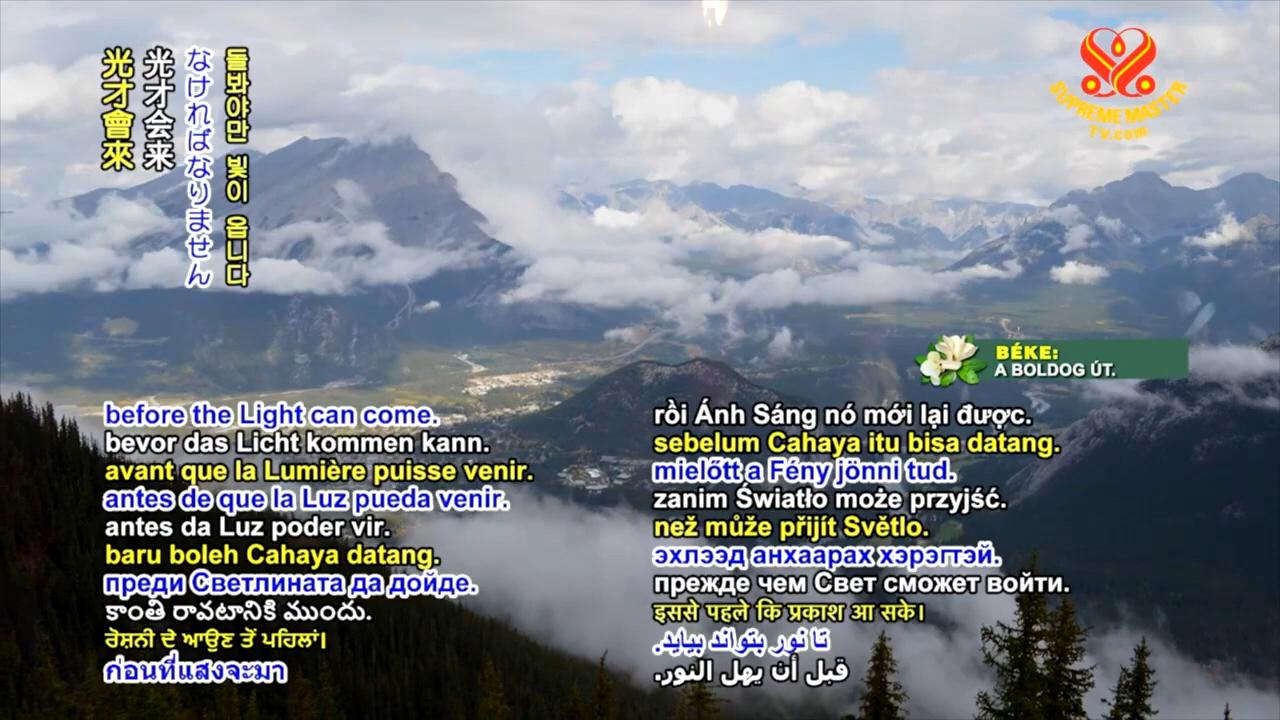 光才會來
光才会来
なければなりません
돌봐야만 빛이 옵니다
SUPREME MASTER
TV.com
BÉKE:
A BOLDOG ÚT.
before the Light can come.
bevor das Licht kommen kann.
avant que la Lumière puisse venir.
antes de que la Luz pueda venir.
antes da Luz poder vir.
baru boleh Cahaya datang.
преди Светлината да дойде.
కాంతి రావటానికి ముందు.
ਰੋਸ਼ਨੀ ਦੇ ਆਉਣ ਤੋਂ ਪਹਿਲਾਂ।
ก่อนที่แสงจะมา
rồi Ánh Sáng nó mới lại được.
sebelum Cahaya itu bisa datang.
mielőtt a Fény jönni tud.
zanim Światło może przyjść.
než může přijít Světlo.
эхлээд анхаарах хэрэгтэй.
прежде чем Свет сможет войти.
इससे पहले कि प्रकाश आ सके।
تا نور بتواند بیاید.
قبل أن يهل النور.